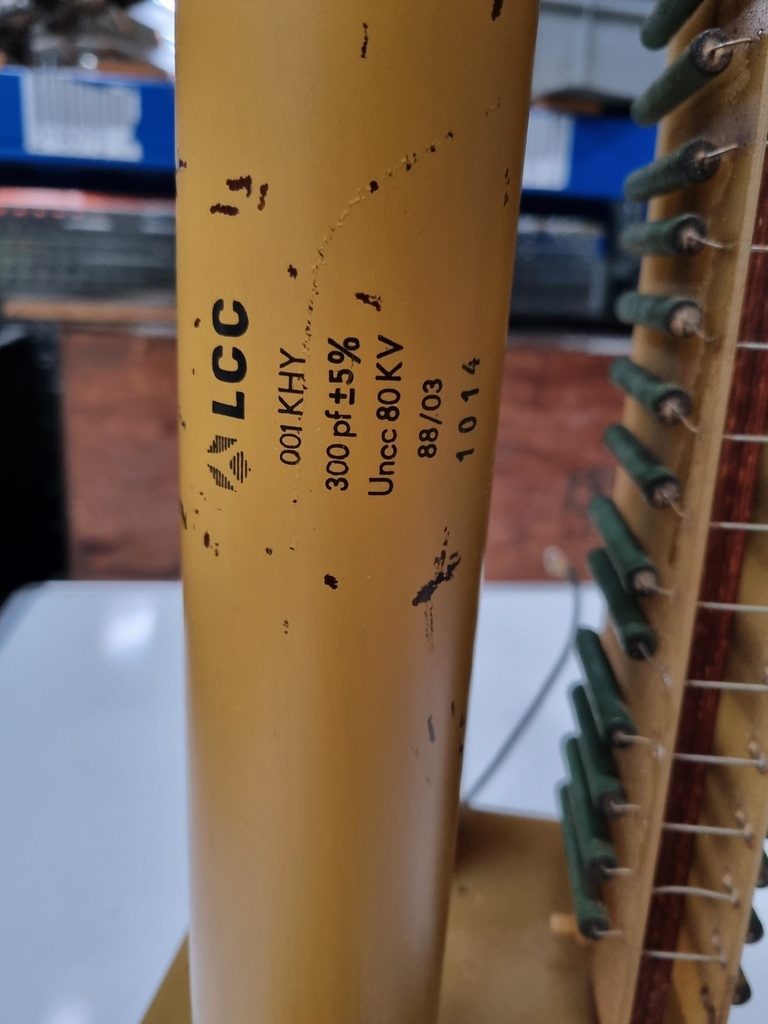 LCC
001.KHY
300 pf ±5%
Uncc 80 KV
88/03
1014